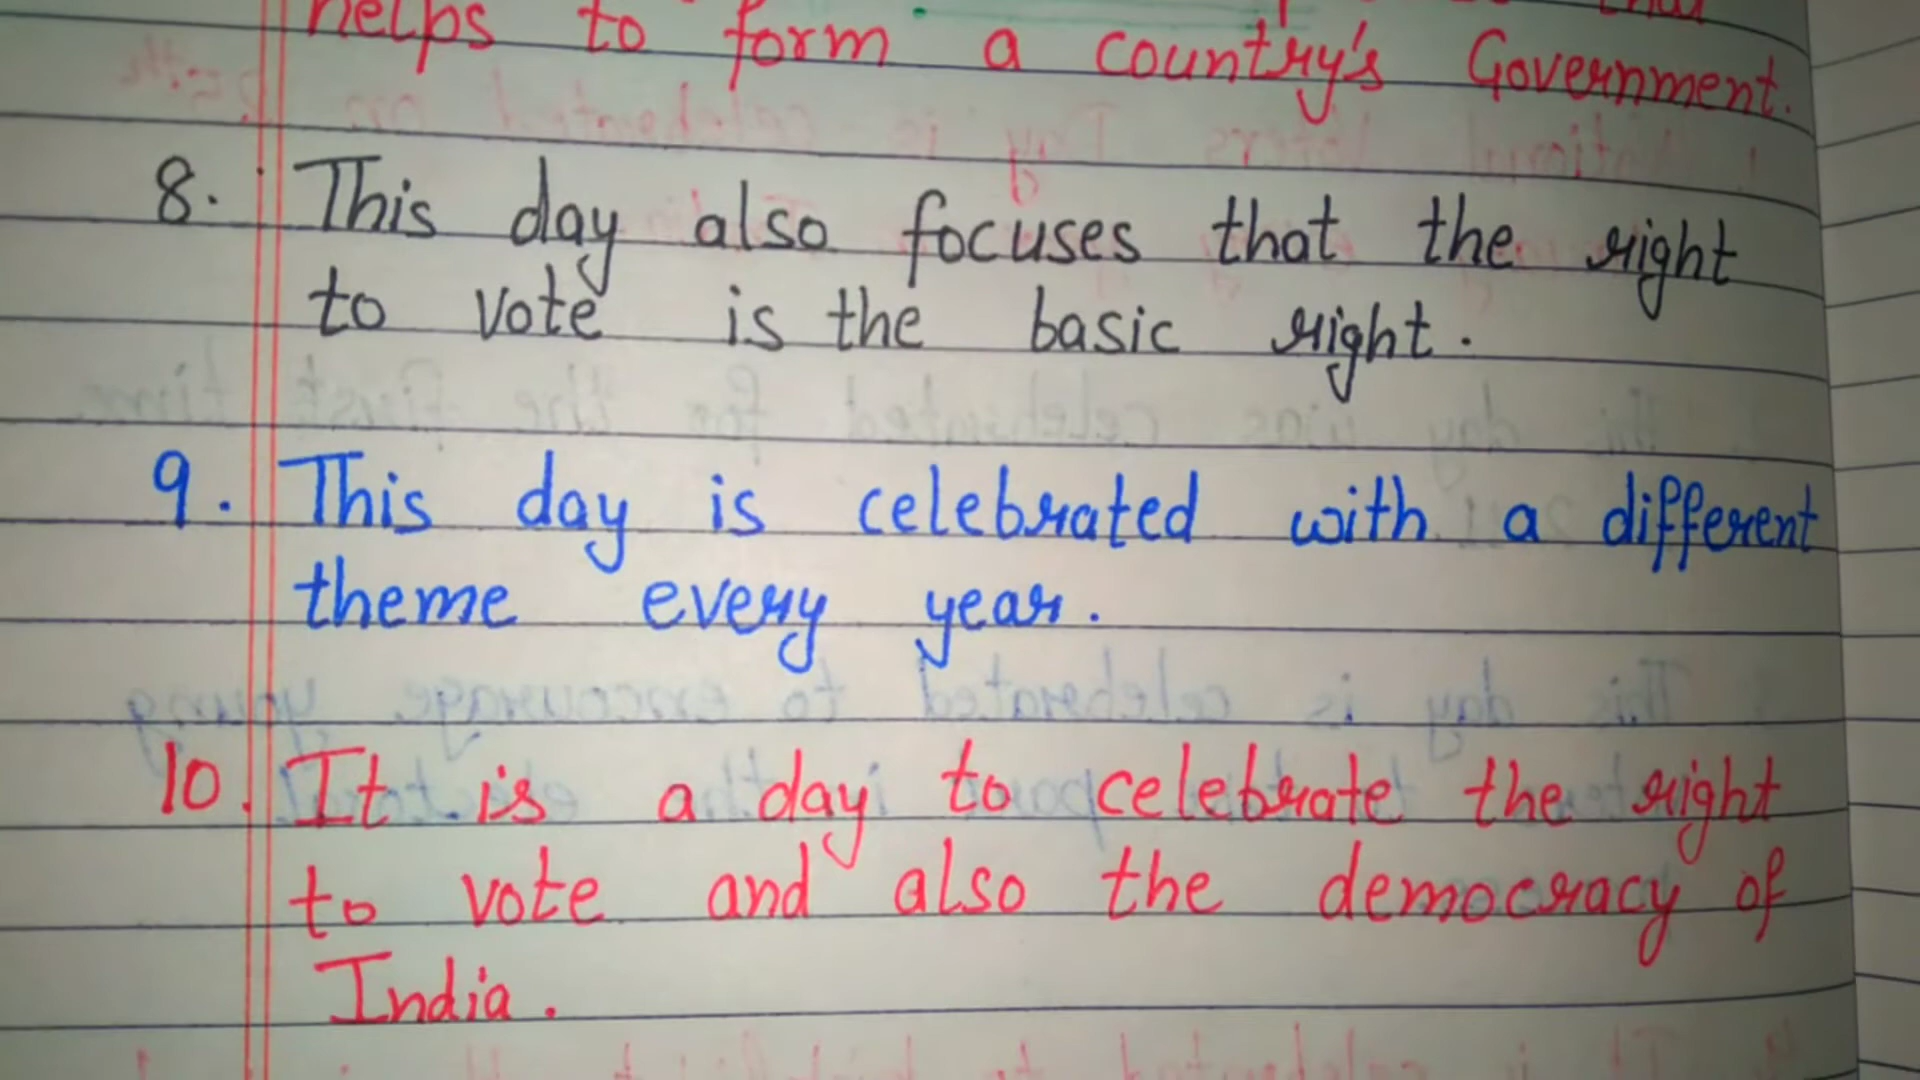 helps to form a country's Government.
8. This day also focuses that the right
to vote is the basic right.
9. This day is celebrated with a different
theme every year.
10. It is a day to celebrate the right
to vote and also the democracy of
India.